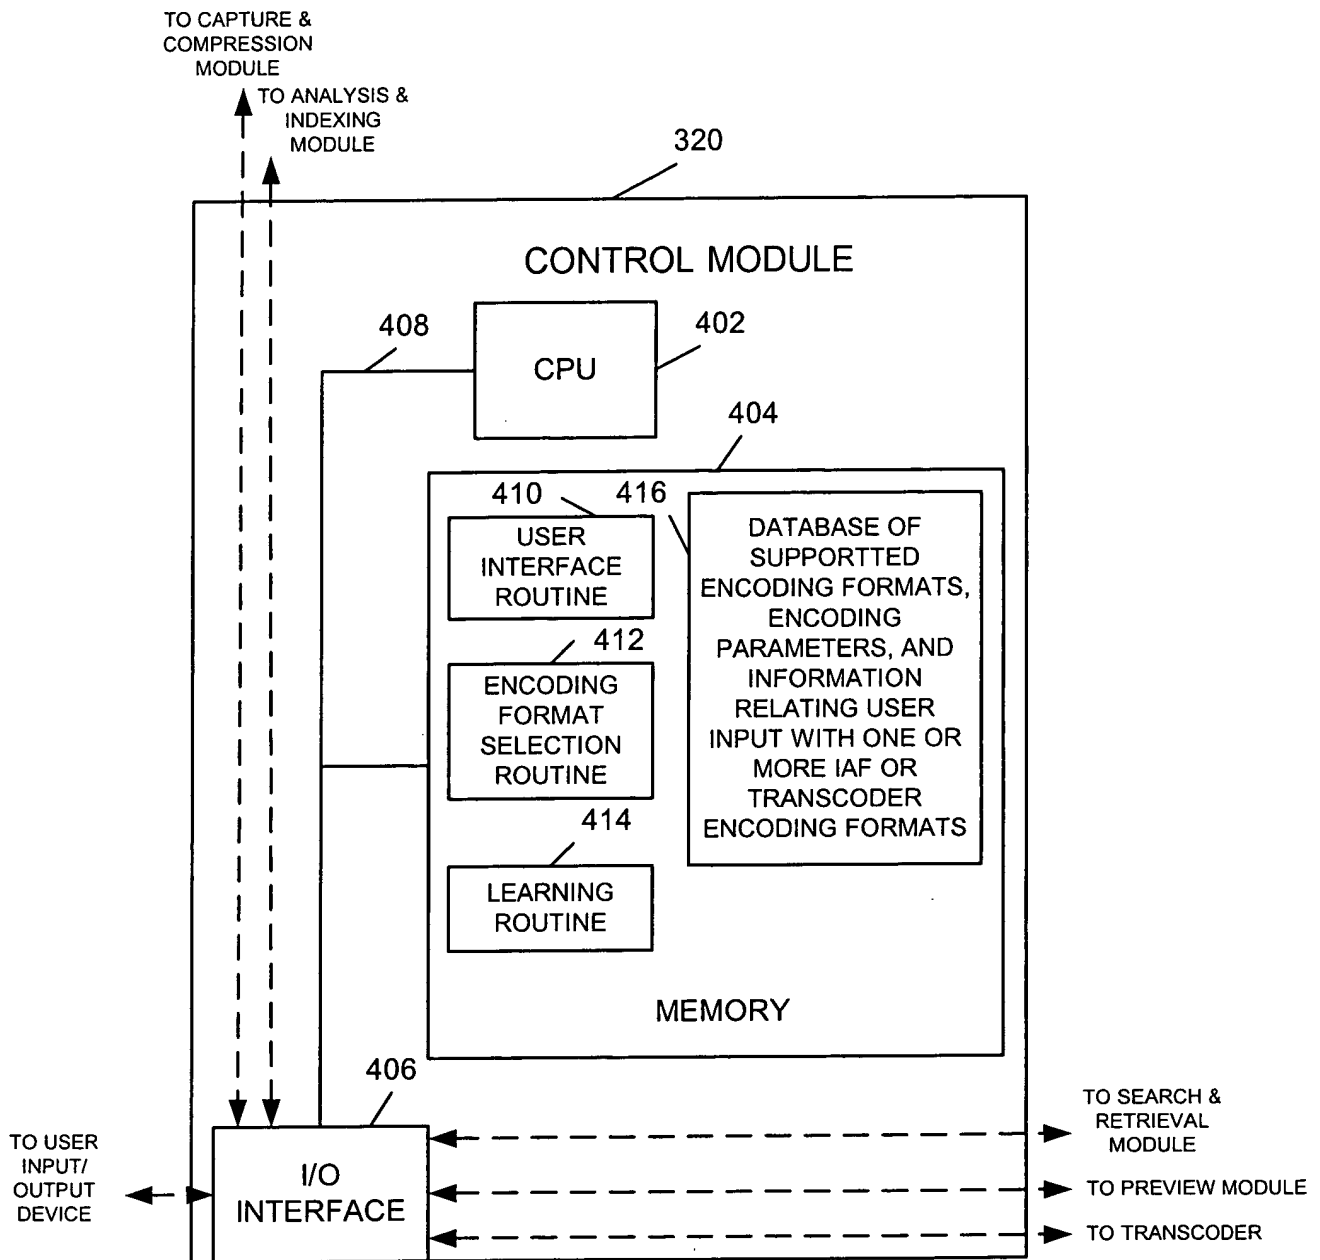 TO CAPTURE &
COMPRESSION
MODULE
TO ANALYSIS &
INDEXING
MODULE
320
CONTROL MODULE
408
CPU
402
404
410
USER
INTERFACE
ROUTINE
416
DATABASE OF
SUPPORTTED
ENCODING FORMATS,
ENCODING
PARAMETERS, AND
INFORMATION
RELATING USER
INPUT WITH ONE OR
MORE IAF OR
TRANSCODER
ENCODING FORMATS
412
ENCODING
FORMAT
SELECTION
ROUTINE
414
LEARNING
ROUTINE
MEMORY
406
I/O
INTERFACE
TO USER
INPUT/
OUTPUT
DEVICE
TO SEARCH &
RETRIEVAL
MODULE
TO PREVIEW MODULE
TO TRANSCODER